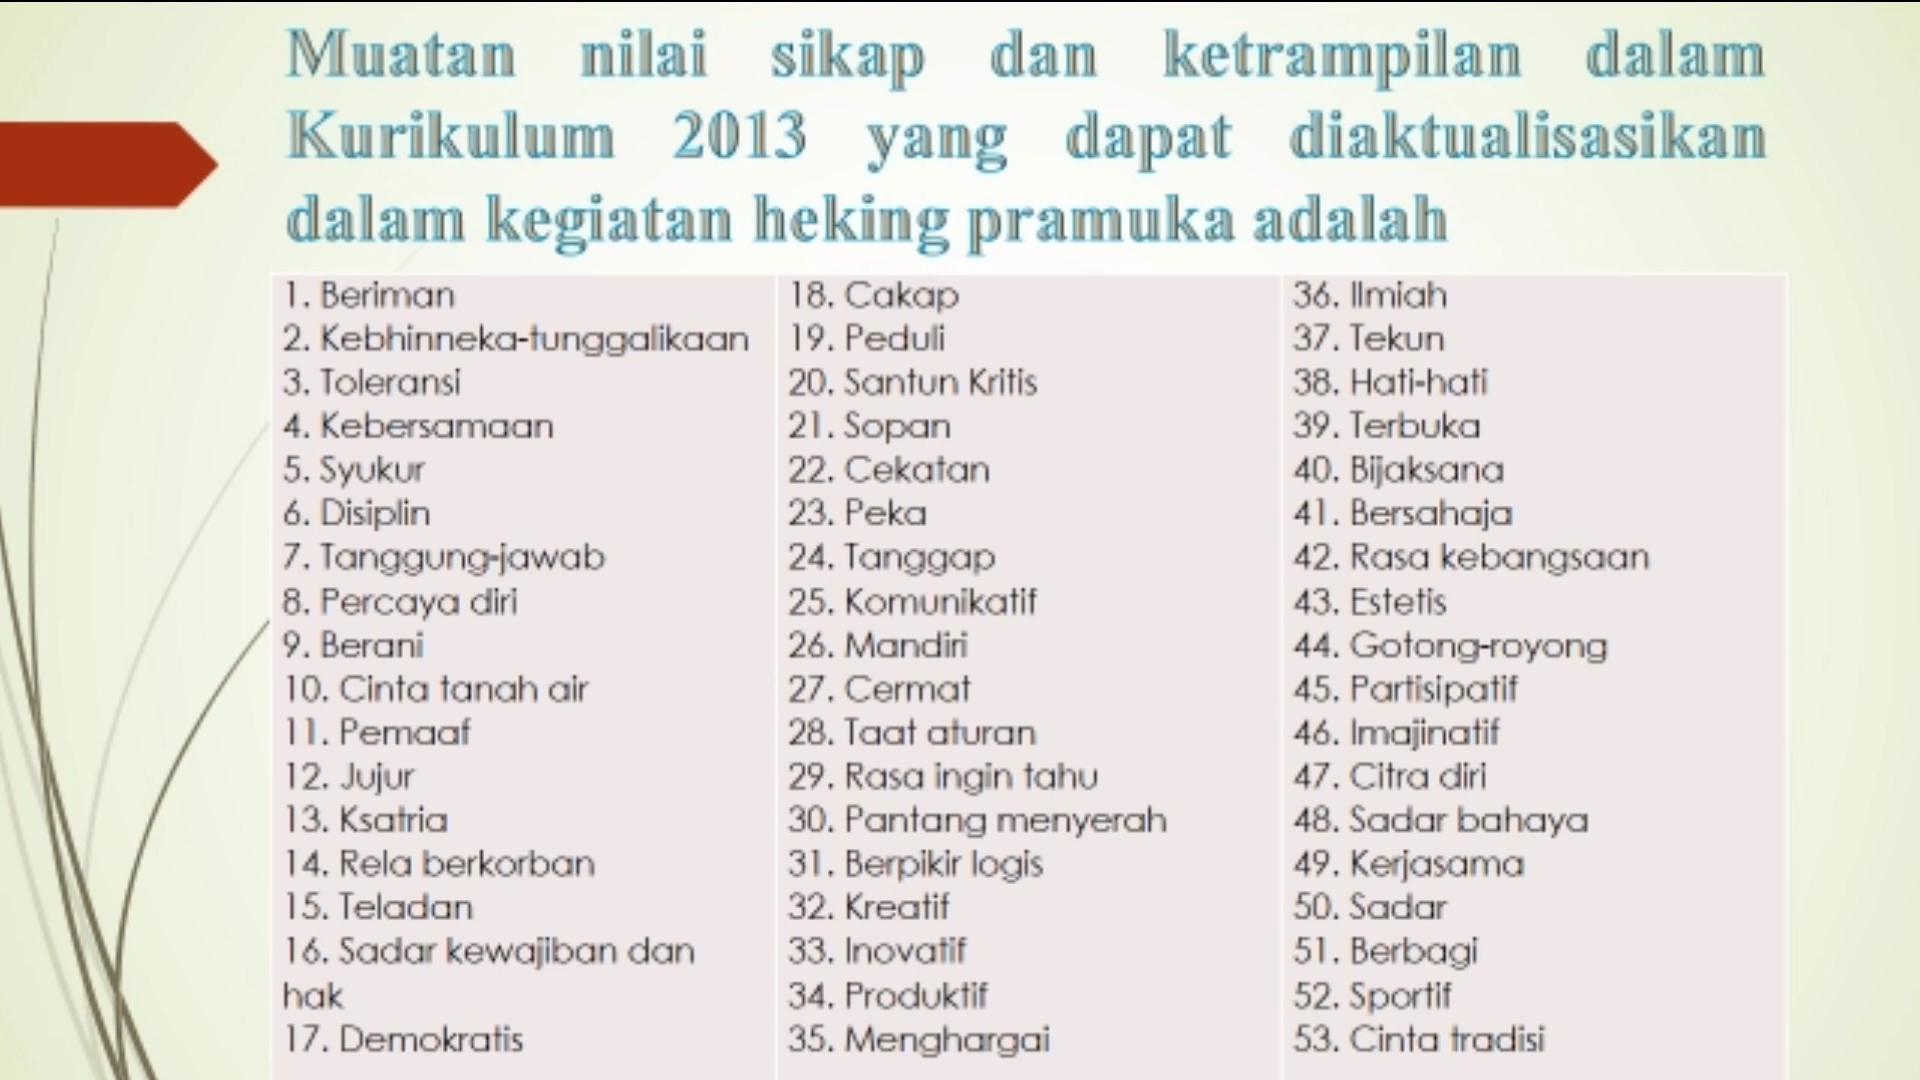 Muatan nilai sikap dan ketrampilan dalam
Kurikulum 2013 yang dapat diaktualisasikan
dalam kegiatan heking pramuka adalah
1. Beriman
2. Kebhinneka-tunggalikaan
3. Toleransi
4. Kebersamaan
5. Syukur
6. Disiplin
7. Tanggung-jawab
8. Percaya diri
9. Berani
10. Cinta tanah air
11. Pemaaf
12. Jujur
13. Ksatria
14. Rela berkorban
15. Teladan
16. Sadar kewajiban dan
hak
17. Demokratis
18. Cakap
19. Peduli
20. Santun Kritis
21. Sopan
22. Cekatan
23. Peka
24. Tanggap
25. Komunikatif
26. Mandiri
27. Cermat
28. Taat aturan
29. Rasa ingin tahu
30. Pantang menyerah
31. Berpikir logis
32. Kreatif
33. Inovatif
34. Produktif
35. Menghargai
36. Ilmiah
37. Tekun
38. Hati-hati
39. Terbuka
40. Bijaksana
41. Bersahaja
42. Rasa kebangsaan
43. Estetis
44. Gotong-royong
45. Partisipatif
46. Imajinatif
47. Citra diri
48. Sadar bahaya
49. Kerjasama
50. Sadar
51. Berbagi
52. Sportif
53. Cinta tradisi